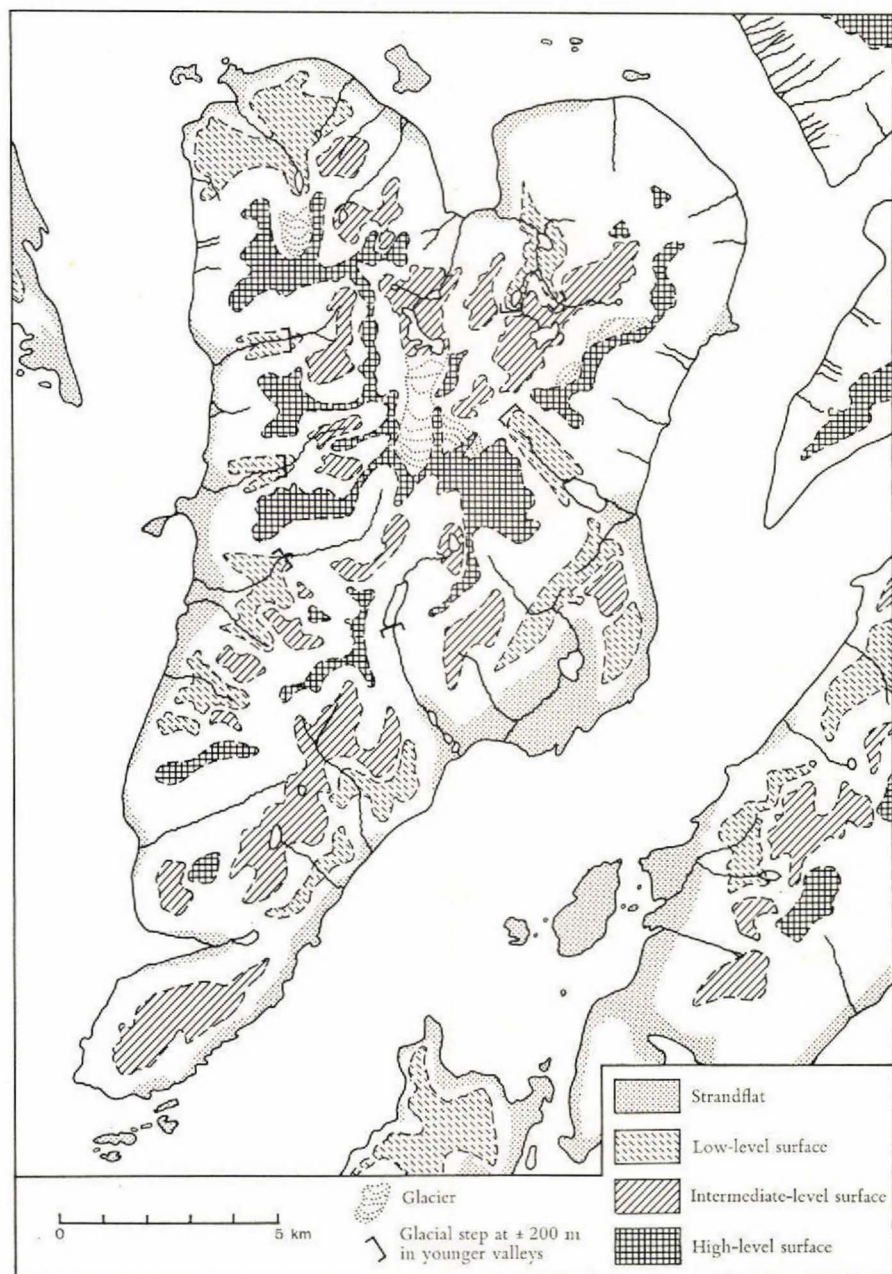 Strandflat
Low-level surface
Intermediate-level surface
High-level surface
Glacier
Glacial step at ± 200 m
in younger valleys
0 5 km